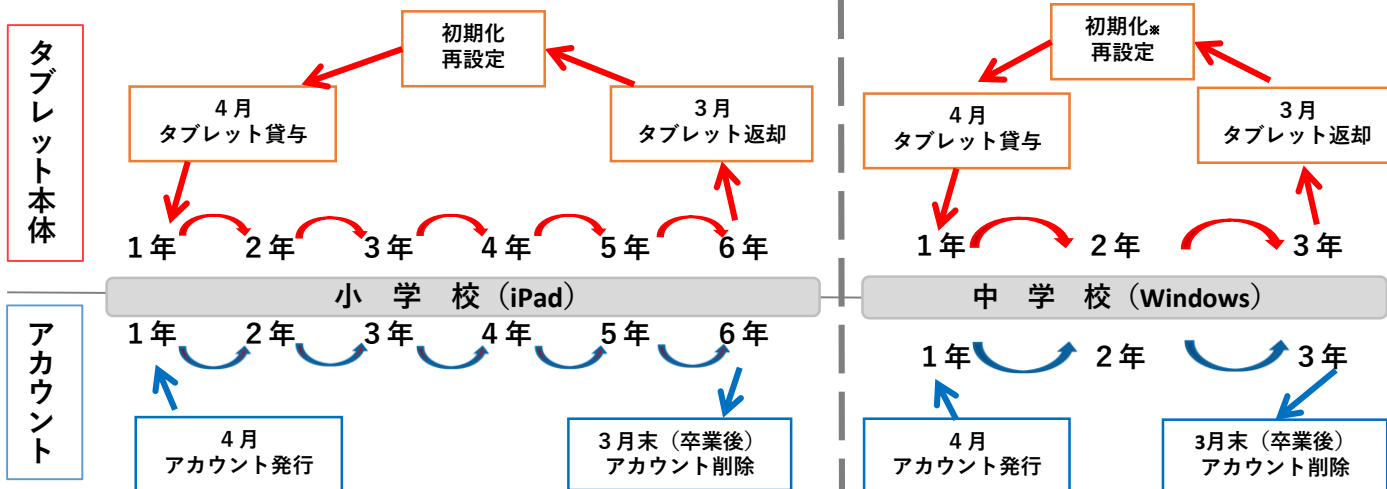 タブレット本体
初期化
再設定
4月
タブレット貸与
3月
タブレット返却
1年 2年 3年 4年 5年 6年
初期化※
再設定
4月
タブレット貸与
3月
タブレット返却
1年 2年 3年
小 学 校（iPad）
中 学 校（Windows）
アカウント
1年 2年 3年 4年 5年 6年
4月
アカウント発行
3月末（卒業後）
アカウント削除
1年 2年 3年
4月
アカウント発行
3月末（卒業後）
アカウント削除